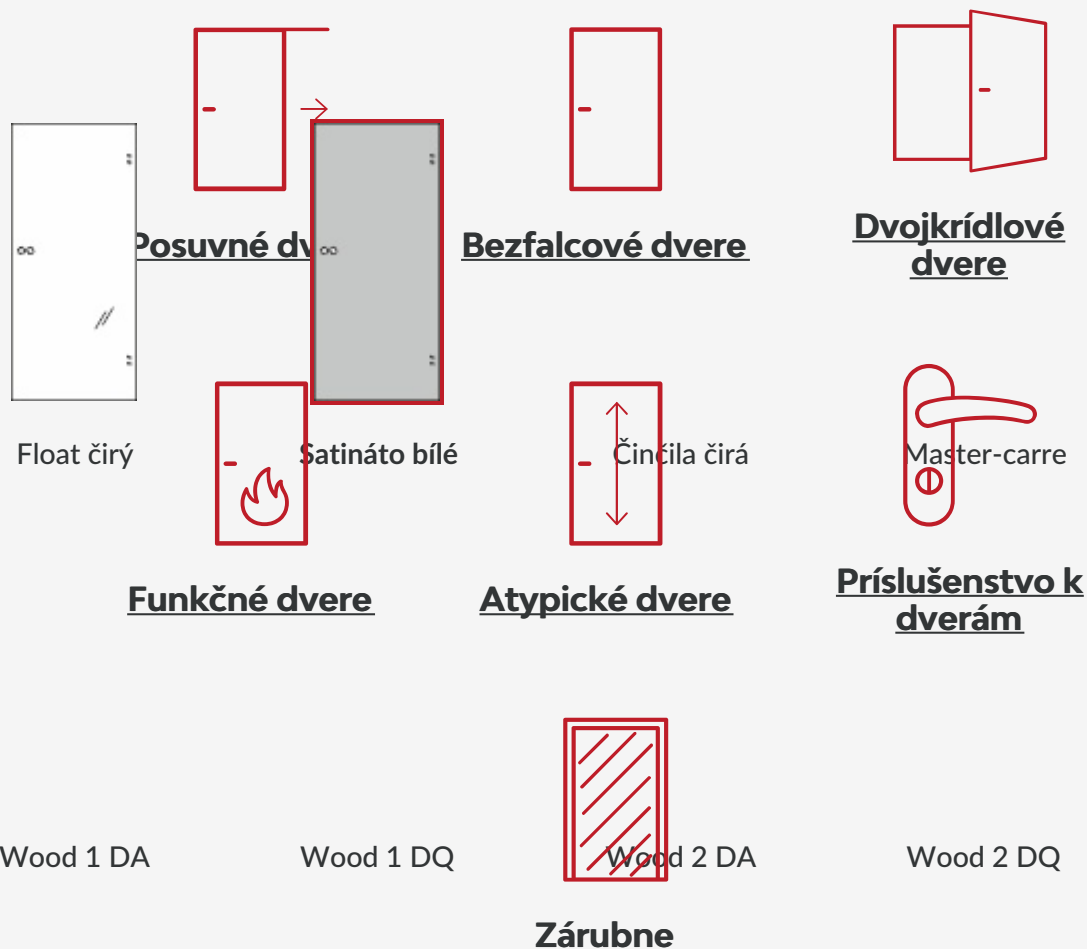 Posuvné dv
Bezfalcové dvere
Dvojkrídlové
dvere
Float čirý
Satináto bílé
Činčila čirá
Master-carre
Funkčné dvere
Atypické dvere
Príslušenstvo k
dverám
Wood 1 DA
Wood 1 DQ
Wood 2 DA
Wood 2 DQ
Zárubne